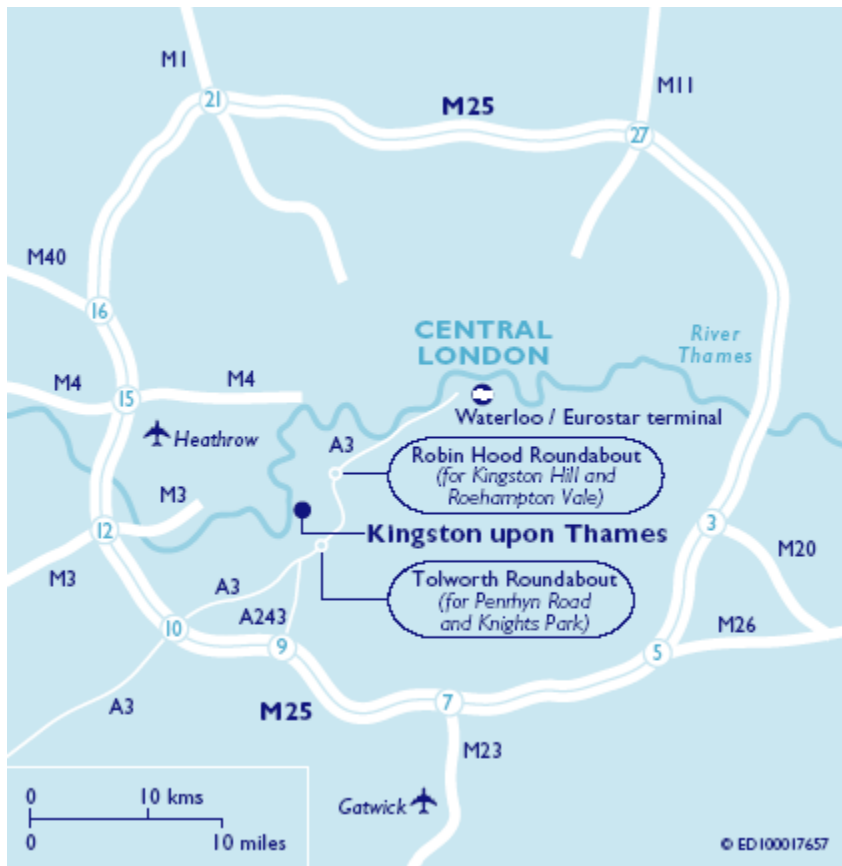 M1
M11
21
M25
27
M40
16
CENTRAL
LONDON
River
Thames
M4
M4
15
Waterloo / Eurostar terminal
Heathrow
A3
Robin Hood Roundabout
(for Kingston Hill and
Roehampton Vale)
M3
12
Kingston upon Thames
3
M20
M3
A3
Tolworth Roundabout
(for Penrhyn Road
and Knights Park)
A243
10
9
5
M26
A3
M25
7
M23
Gatwick
0 10 kms
0 10 miles
© ED100017657